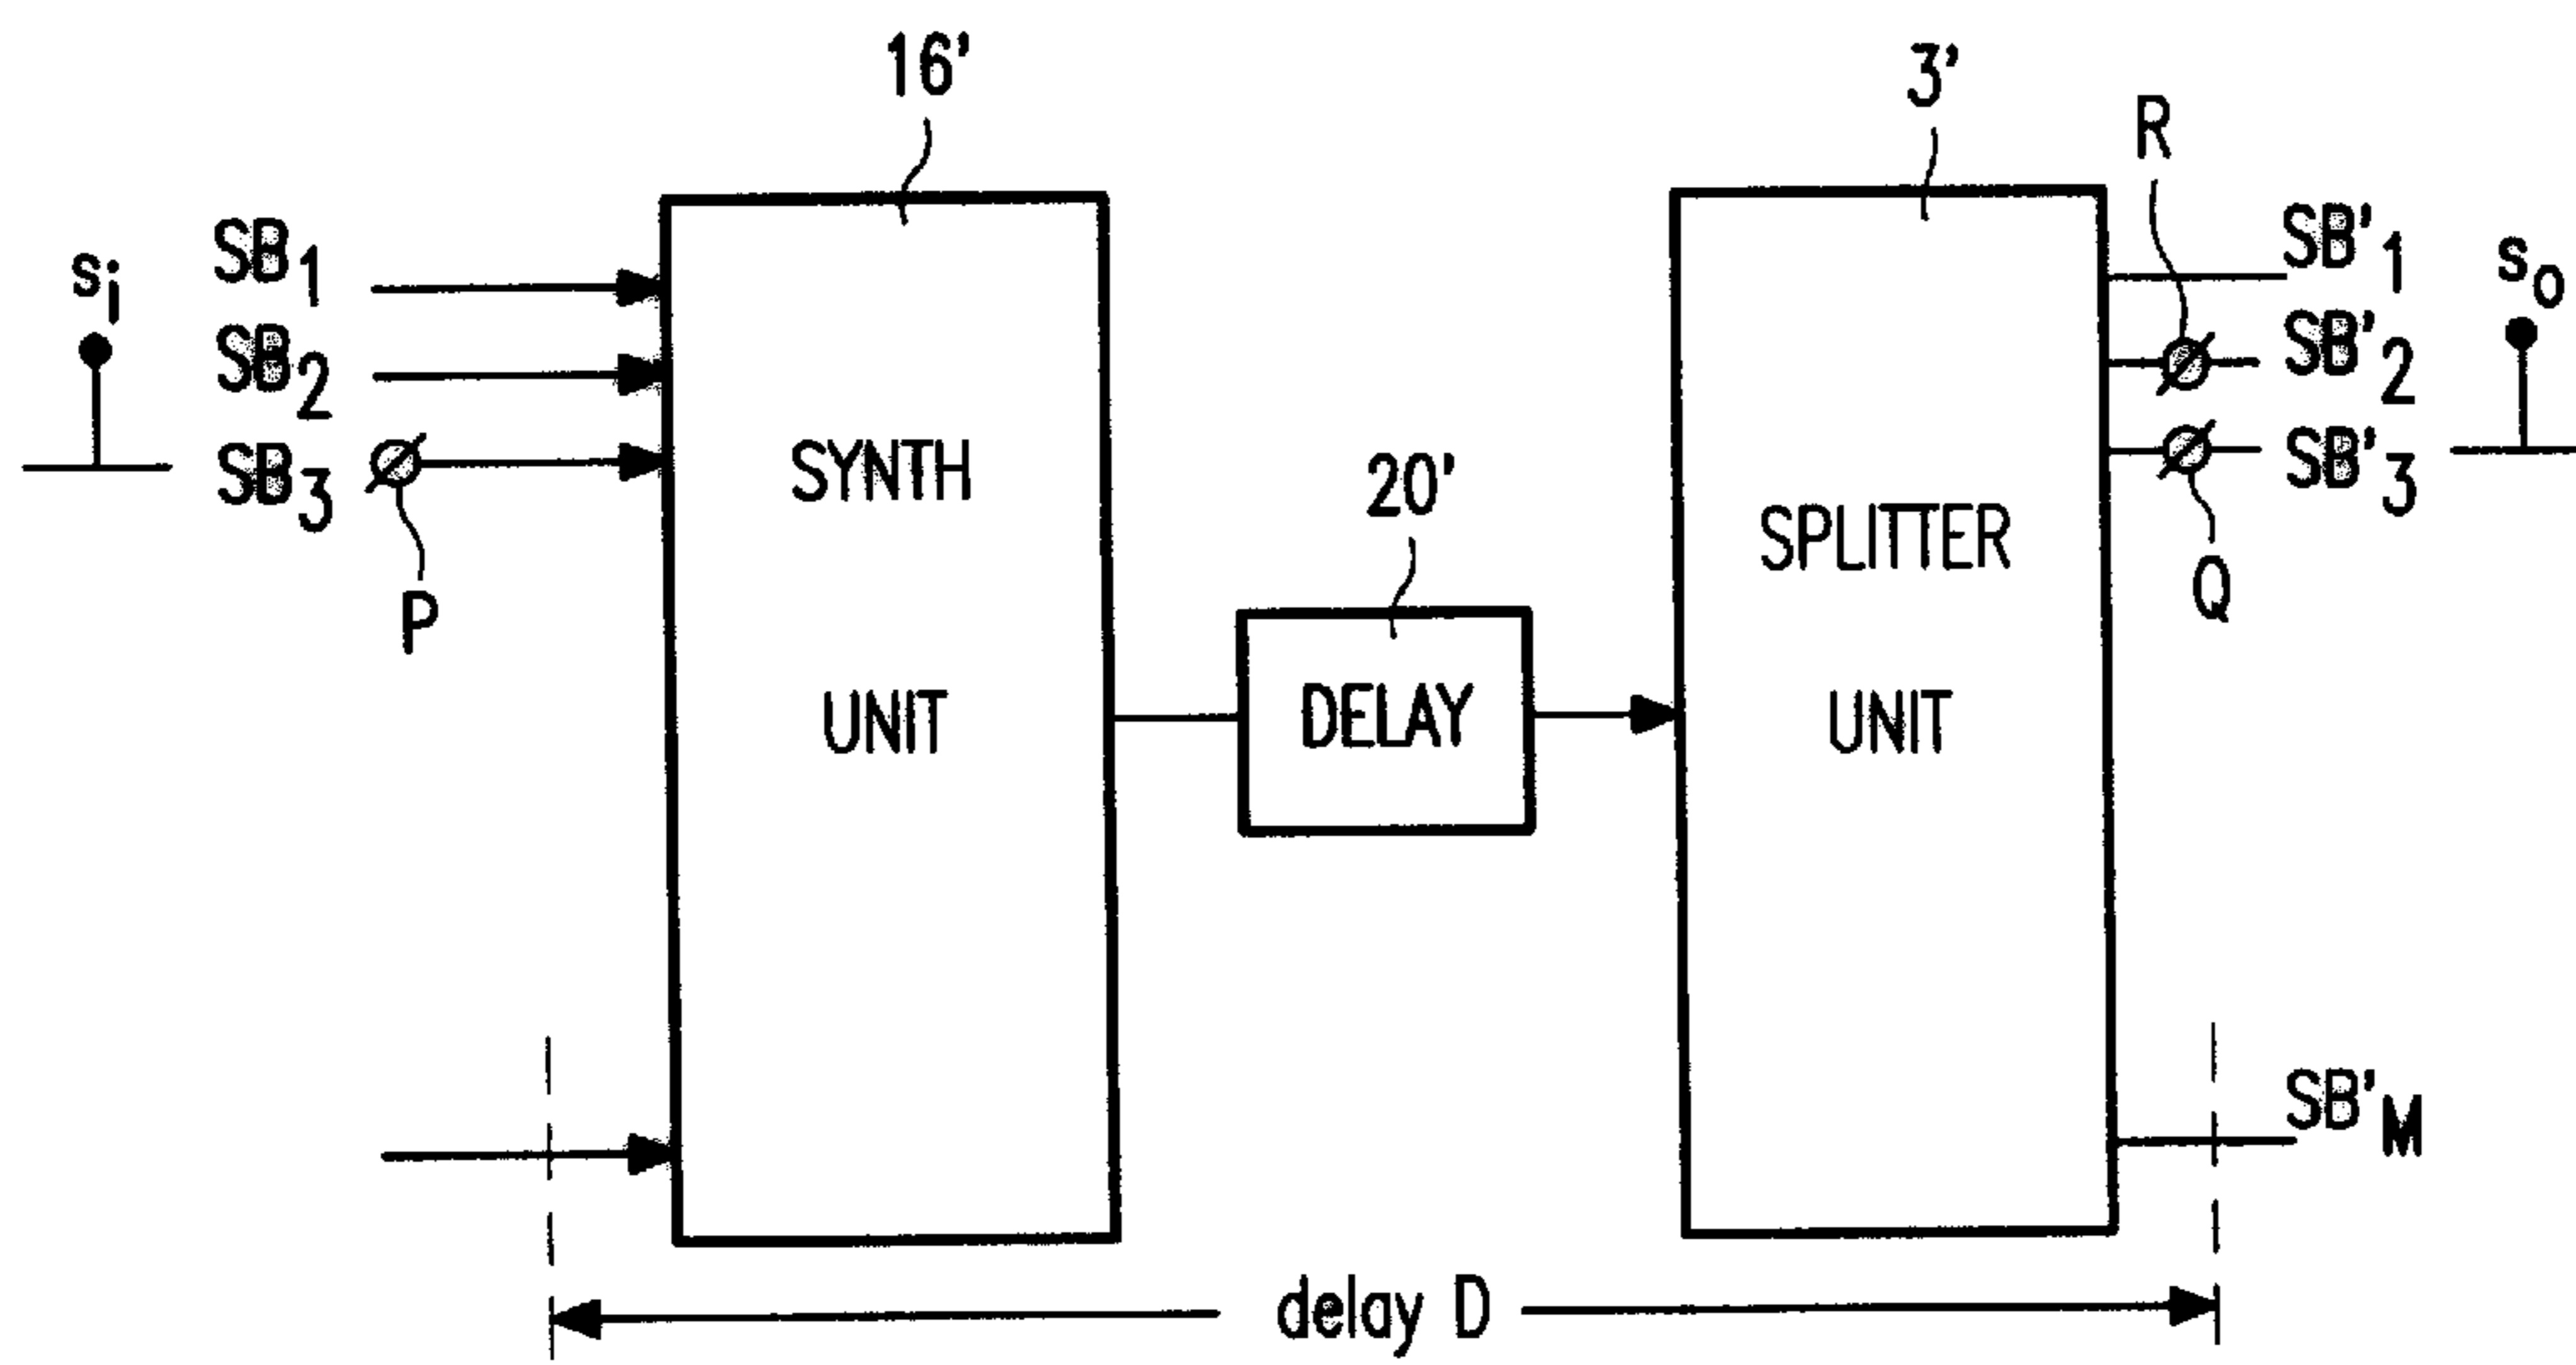 16'
3'
R
s_i
SB_1
SB_2
SB_3
P
SYNTH
UNIT
20'
DELAY
SPLITTER
UNIT
SB'_1
SB'_2
SB'_3
Q
s_o
SB'_M
delay D